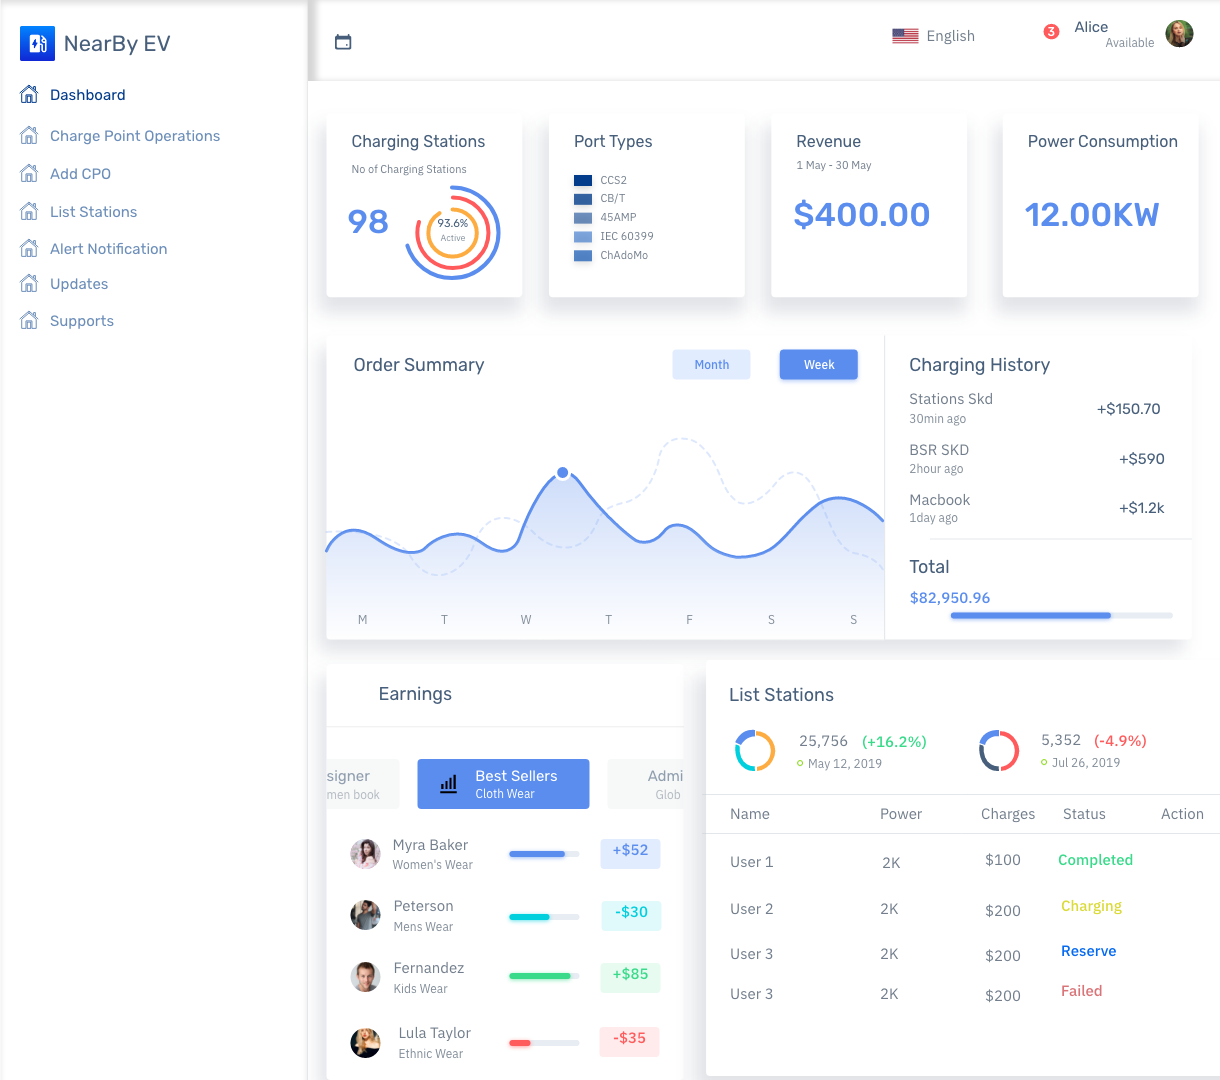 NearBy EV
Dashboard
Charge Point Operations
Add CPO
List Stations
Alert Notification
Updates
Supports
English
3
Alice
Available
Charging Stations
No of Charging Stations
98
93.6%
Active
Port Types
CCS2
CB/T
45AMP
IEC 60399
ChAdoMo
Revenue
1 May - 30 May
$400.00
Power Consumption
12.00KW
Order Summary
Month
Week
M T W T F S S
Charging History
Stations Skd
30min ago
+$150.70
BSR SKD
2hour ago
+$590
Macbook
1day ago
+$1.2k
Total
$82,950.96
Earnings
signer
men book
Best Sellers
Cloth Wear
Admi
Glob
Myra Baker
Women's Wear
+$52
Peterson
Mens Wear
-$30
Fernandez
Kids Wear
+$85
Lula Taylor
Ethnic Wear
-$35
List Stations
25,756 (+16.2%)
May 12, 2019
5,352 (-4.9%)
Jul 26, 2019
Name Power Charges Status Action
User 1 2K $100 Completed
User 2 2K $200 Charging
User 3 2K $200 Reserve
User 3 2K $200 Failed